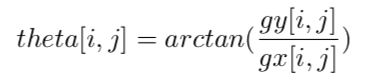 theta[i, j] = arctan(gy[i, j] / gx[i, j])